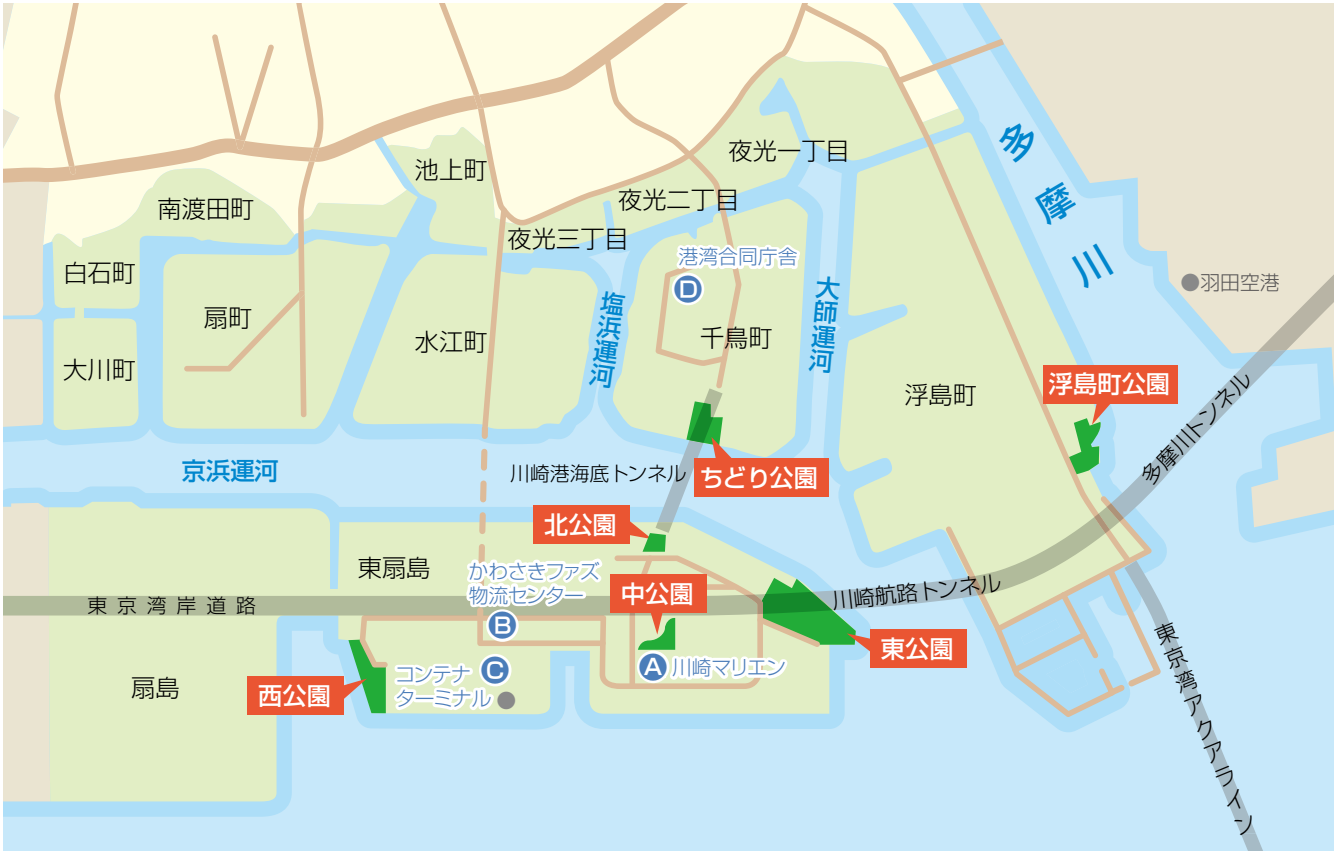 多摩川
夜光一丁目
池上町
夜光二丁目
南渡田町
夜光三丁目
港湾合同庁舎
D
白石町
羽田空港
塩浜運河
大師運河
扇町
千鳥町
水江町
大川町
浮島町公園
浮島町
多摩川トンネル
京浜運河
川崎港海底トンネル
ちどり公園
北公園
東扇島
かわさきファズ
物流センター
B
中公園
川崎航路トンネル
東京湾岸道路
東公園
A
川崎マリエン
コンテナ
ターミナル
C
扇島
西公園
東京湾アクアライン